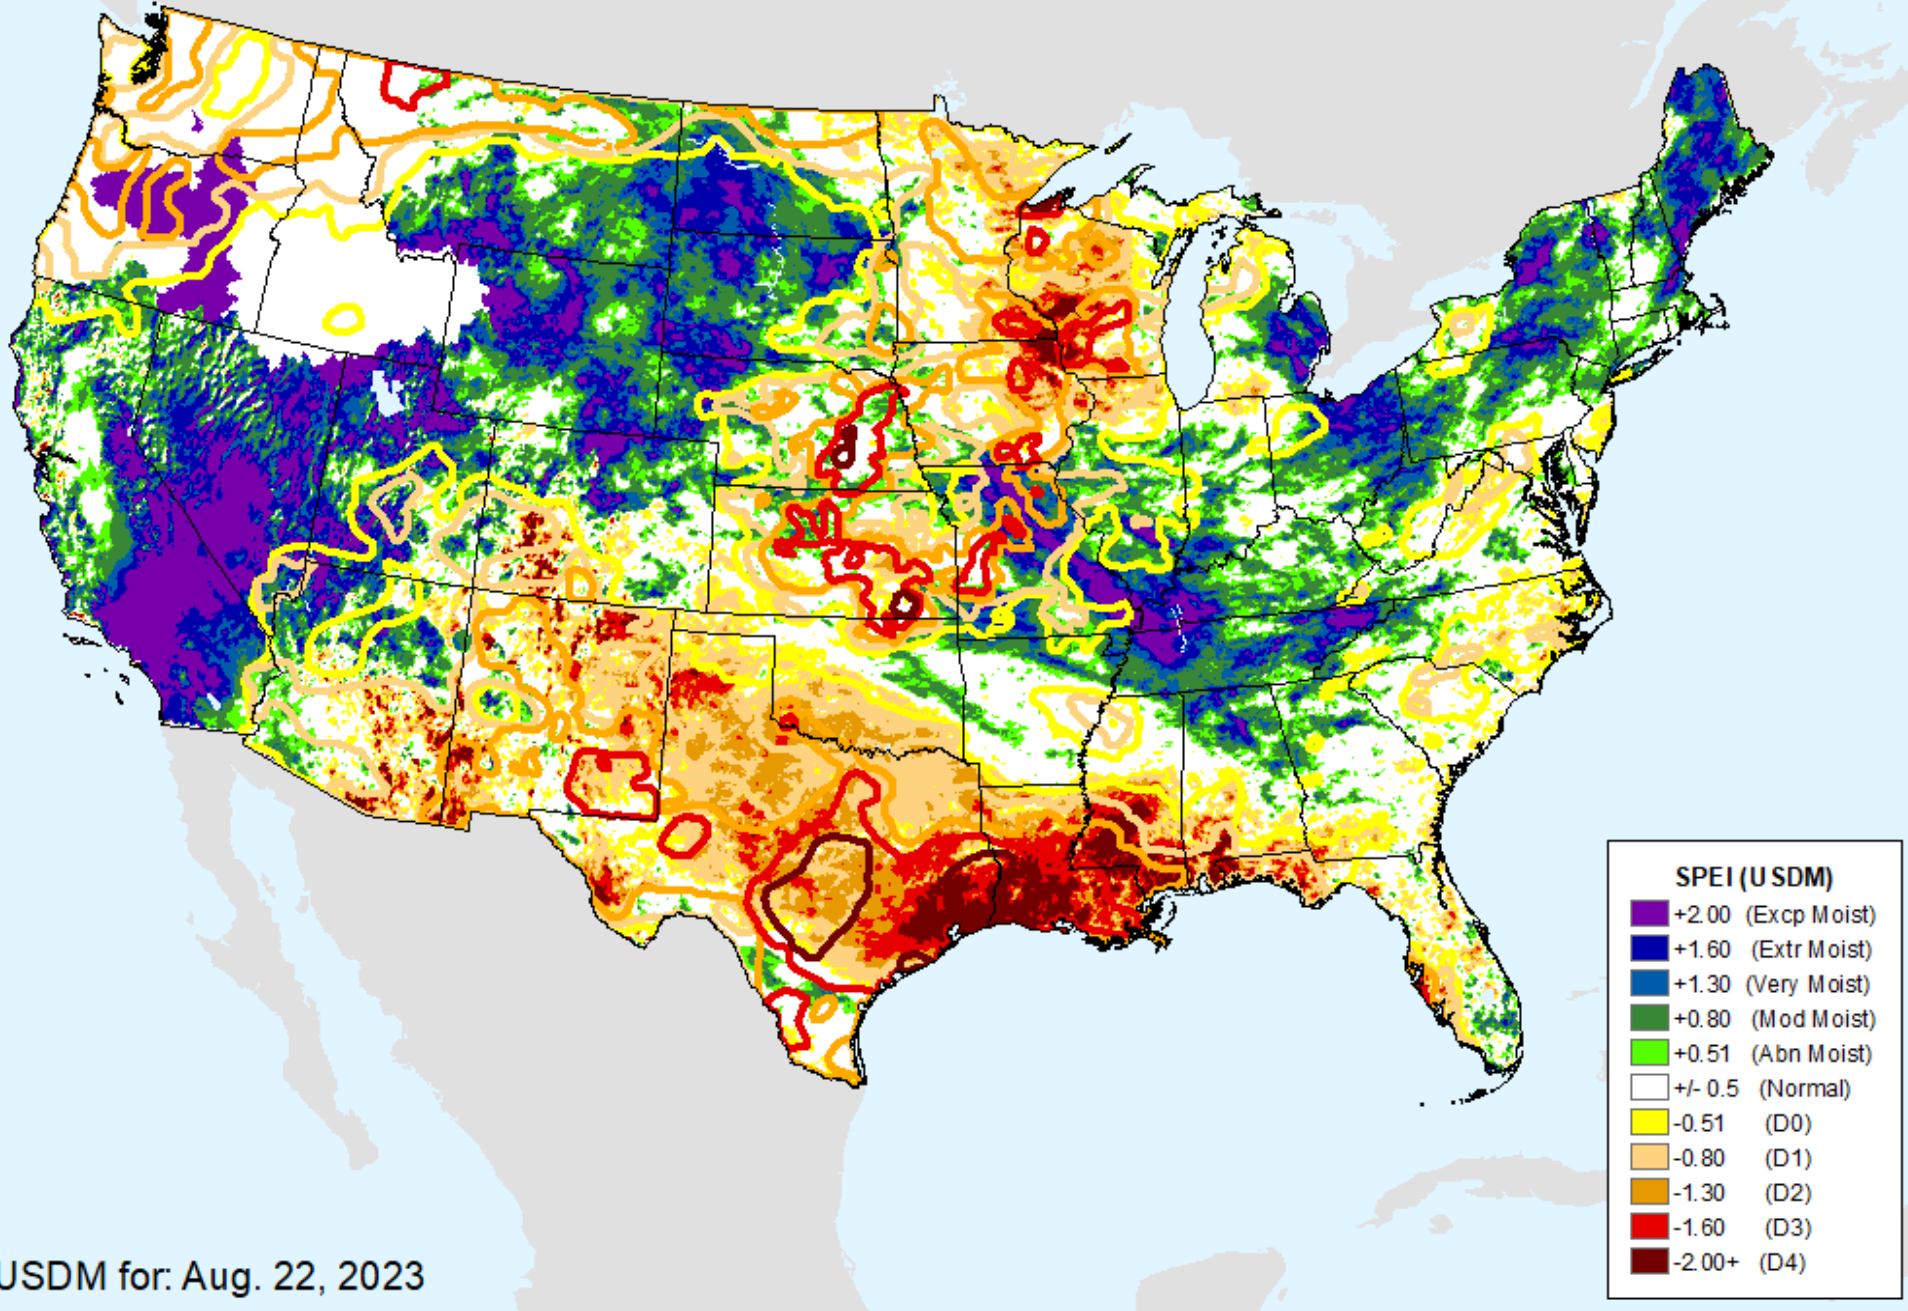 SPEI (USDM)
+2.00 (Excp Moist)
+1.60 (Extr Moist)
+1.30 (Very Moist)
+0.80 (Mod Moist)
+0.51 (Abn Moist)
+/- 0.5 (Normal)
-0.51 (D0)
-0.80 (D1)
-1.30 (D2)
-1.60 (D3)
-2.00+ (D4)
USDM for: Aug. 22, 2023